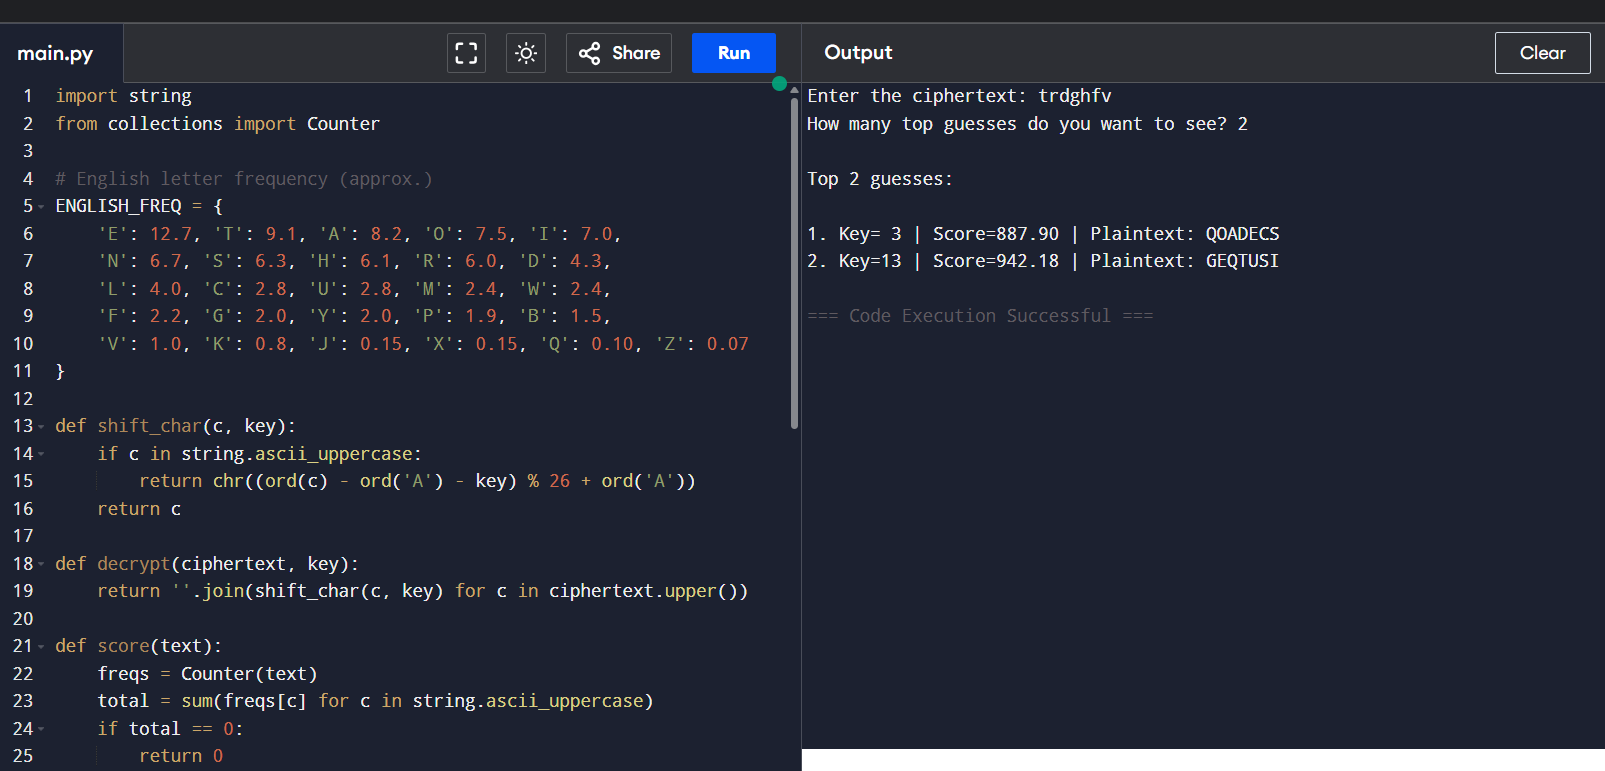 main.py
Share
Run
1 import string
2 from collections import Counter
3
4 # English letter frequency (approx.)
5 ENGLISH_FREQ = {
6     'E': 12.7, 'T': 9.1, 'A': 8.2, 'O': 7.5, 'I': 7.0,
7     'N': 6.7, 'S': 6.3, 'H': 6.1, 'R': 6.0, 'D': 4.3,
8     'L': 4.0, 'C': 2.8, 'U': 2.8, 'M': 2.4, 'W': 2.4,
9     'F': 2.2, 'G': 2.0, 'Y': 2.0, 'P': 1.9, 'B': 1.5,
10     'V': 1.0, 'K': 0.8, 'J': 0.15, 'X': 0.15, 'Q': 0.10, 'Z': 0.07
11 }
12
13 def shift_char(c, key):
14     if c in string.ascii_uppercase:
15         return chr((ord(c) - ord('A') - key) % 26 + ord('A'))
16     return c
17
18 def decrypt(ciphertext, key):
19     return ''.join(shift_char(c, key) for c in ciphertext.upper())
20
21 def score(text):
22     freqs = Counter(text)
23     total = sum(freqs[c] for c in string.ascii_uppercase)
24     if total == 0:
25         return 0
Output
Clear
Enter the ciphertext: trdghfv
How many top guesses do you want to see? 2
Top 2 guesses:
1. Key= 3 | Score=887.90 | Plaintext: QOADECS
2. Key=13 | Score=942.18 | Plaintext: GEQTUSI
=== Code Execution Successful ===